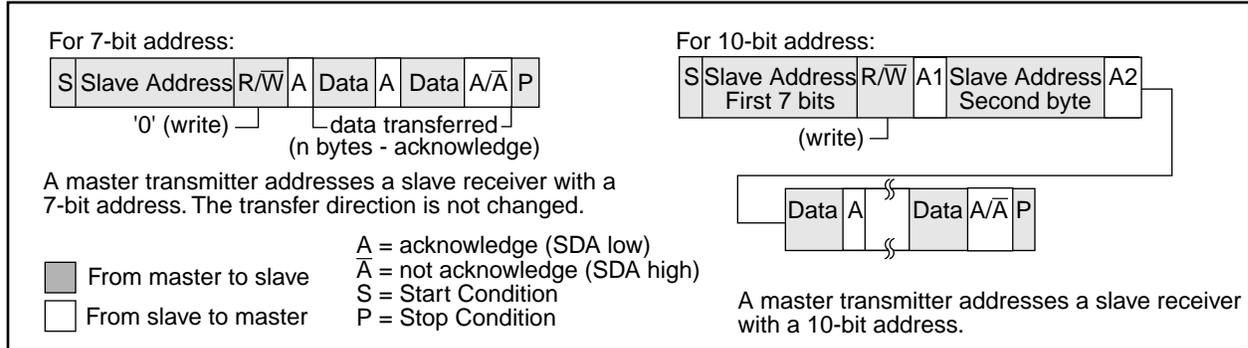 For 7-bit address:
S Slave Address R/W̅ A Data A Data A/A̅ P
'0' (write)
data transferred
(n bytes - acknowledge)
A master transmitter addresses a slave receiver with a
7-bit address. The transfer direction is not changed.
From master to slave
From slave to master
A = acknowledge (SDA low)
A̅ = not acknowledge (SDA high)
S = Start Condition
P = Stop Condition
For 10-bit address:
S Slave Address R/W̅ A1 Slave Address A2
First 7 bits Second byte
(write)
Data A Data A/A̅ P
A master transmitter addresses a slave receiver
with a 10-bit address.